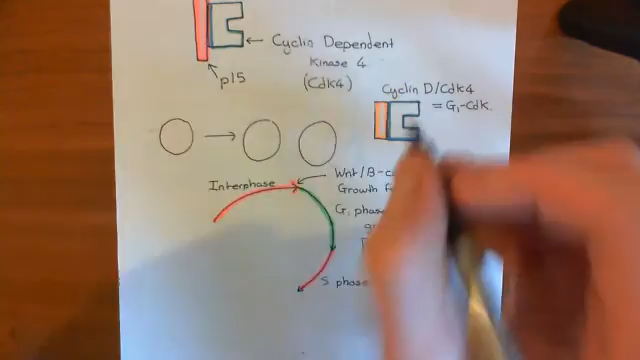 Cyclin Dependent
Kinase 4
(Cdk4)
p15
Cyclin D/Cdk4
= G₁-Cdk.
Interphase
Wnt/B-c
Growth f
G₁ phase
S phase